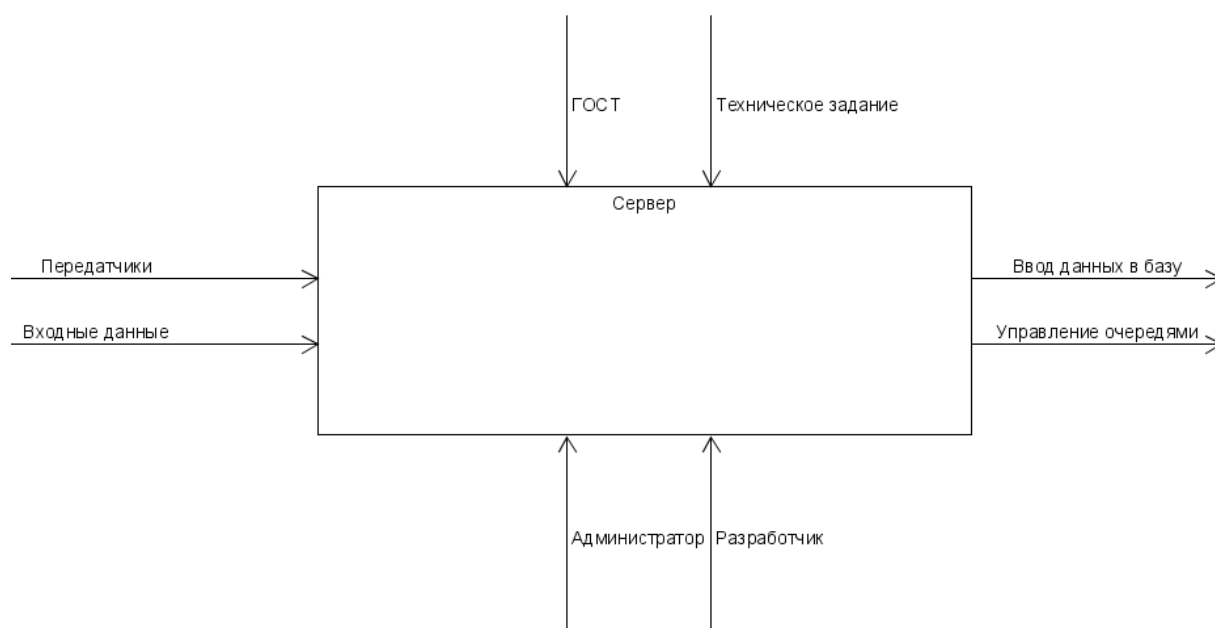 ГОСТ
Техническое задание
Сервер
Передатчики
Ввод данных в базу
Входные данные
Управление очередями
Администратор
Разработчик